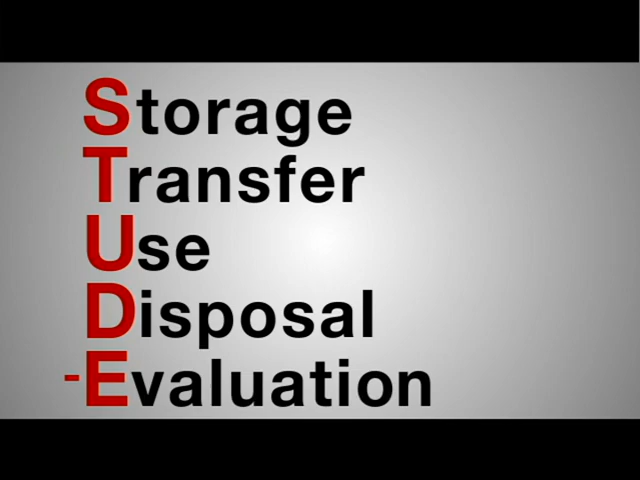 Storage
Transfer
Use
Disposal
-Evaluation